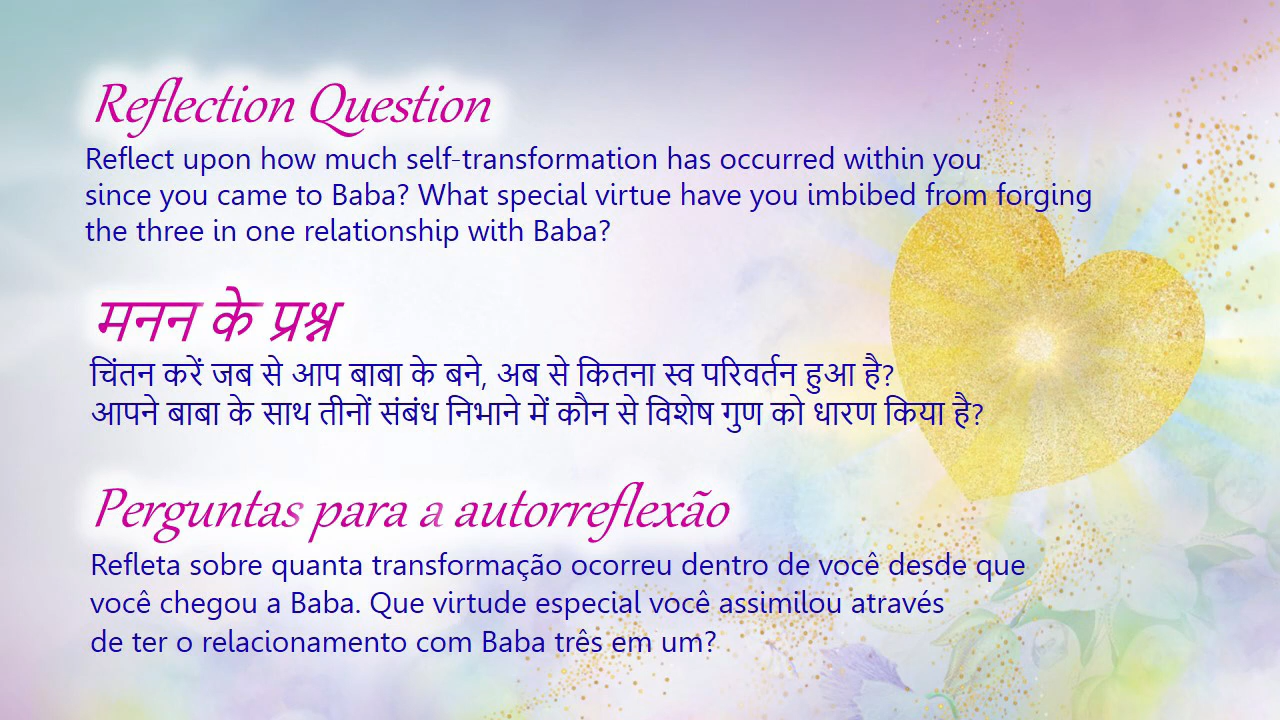 Reflection Question
Reflect upon how much self-transformation has occurred within you
since you came to Baba? What special virtue have you imbibed from forging
the three in one relationship with Baba?
मनन के प्रश्न
चिंतन करें जब से आप बाबा के बने, अब से कितना स्व परिवर्तन हुआ है?
आपने बाबा के साथ तीनों संबंध निभाने में कौन से विशेष गुण को धारण किया है?
Perguntas para a autorreflexão
Refleta sobre quanta transformação ocorreu dentro de você desde que
você chegou a Baba. Que virtude especial você assimilou através
de ter o relacionamento com Baba três em um?